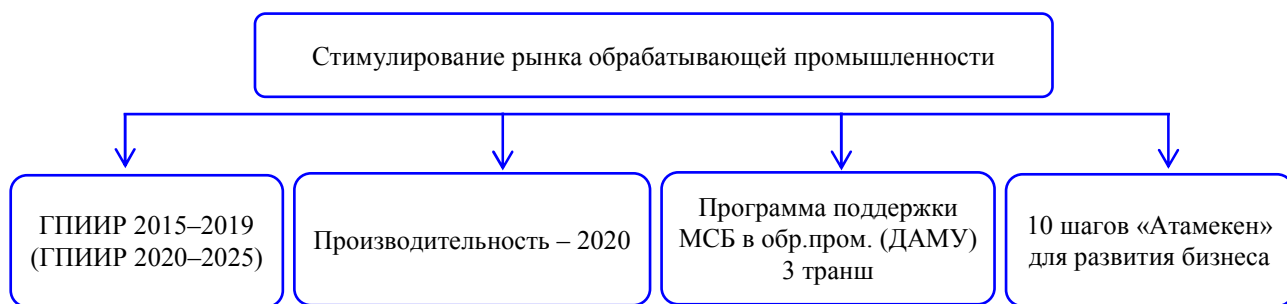 Стимулирование рынка обрабатывающей промышленности
ГПИИР 2015–2019
(ГПИИР 2020–2025)
Производительность – 2020
Программа поддержки
МСБ в обр.пром. (ДАМУ)
3 транш
10 шагов «Атамекен»
для развития бизнеса